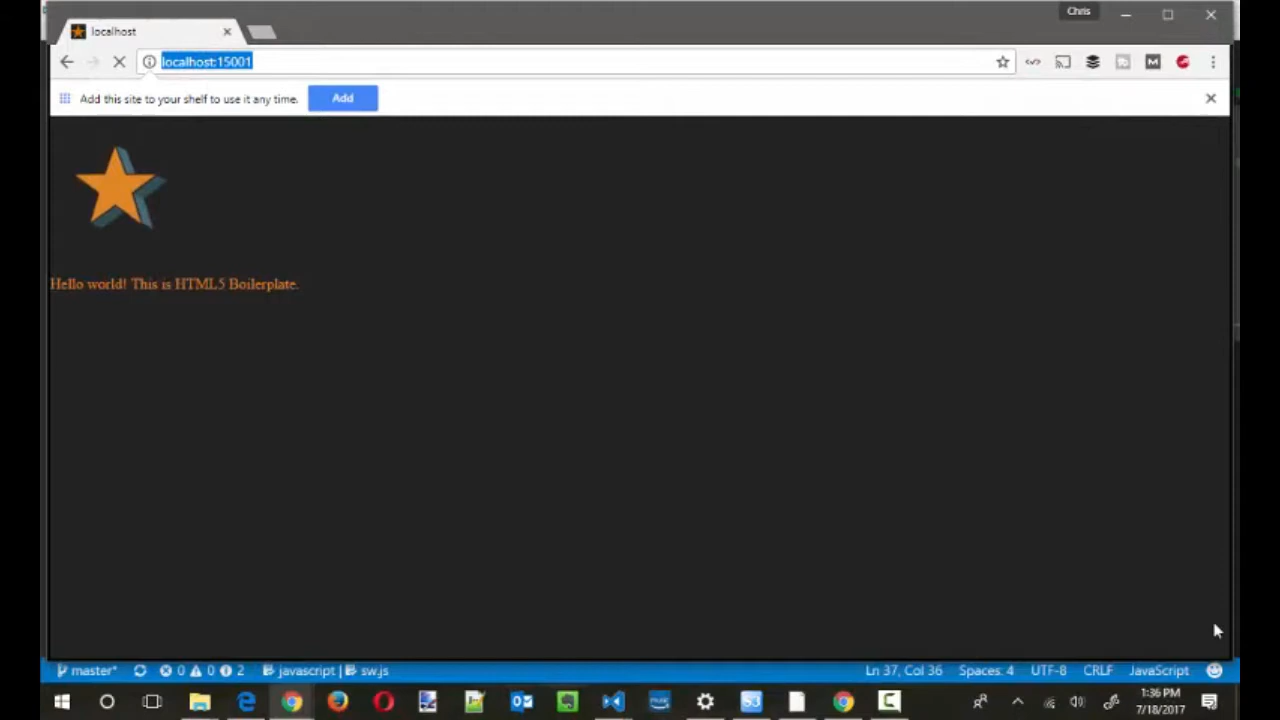 Chris
localhost
localhost:15001
Add this site to your shelf to use it any time. Add
Hello world! This is HTML5 Boilerplate.
master* 0 0 2 javascript | sw.js Ln 37, Col 36 Spaces: 4 UTF-8 CRLF JavaScript
1:36 PM
7/18/2017